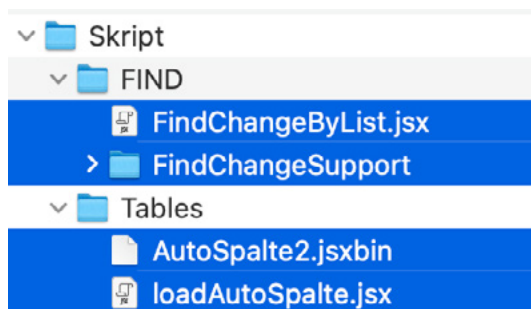 Skript
FIND
FindChangeByList.jsx
FindChangeSupport
Tables
AutoSpalte2.jsxbin
loadAutoSpalte.jsx